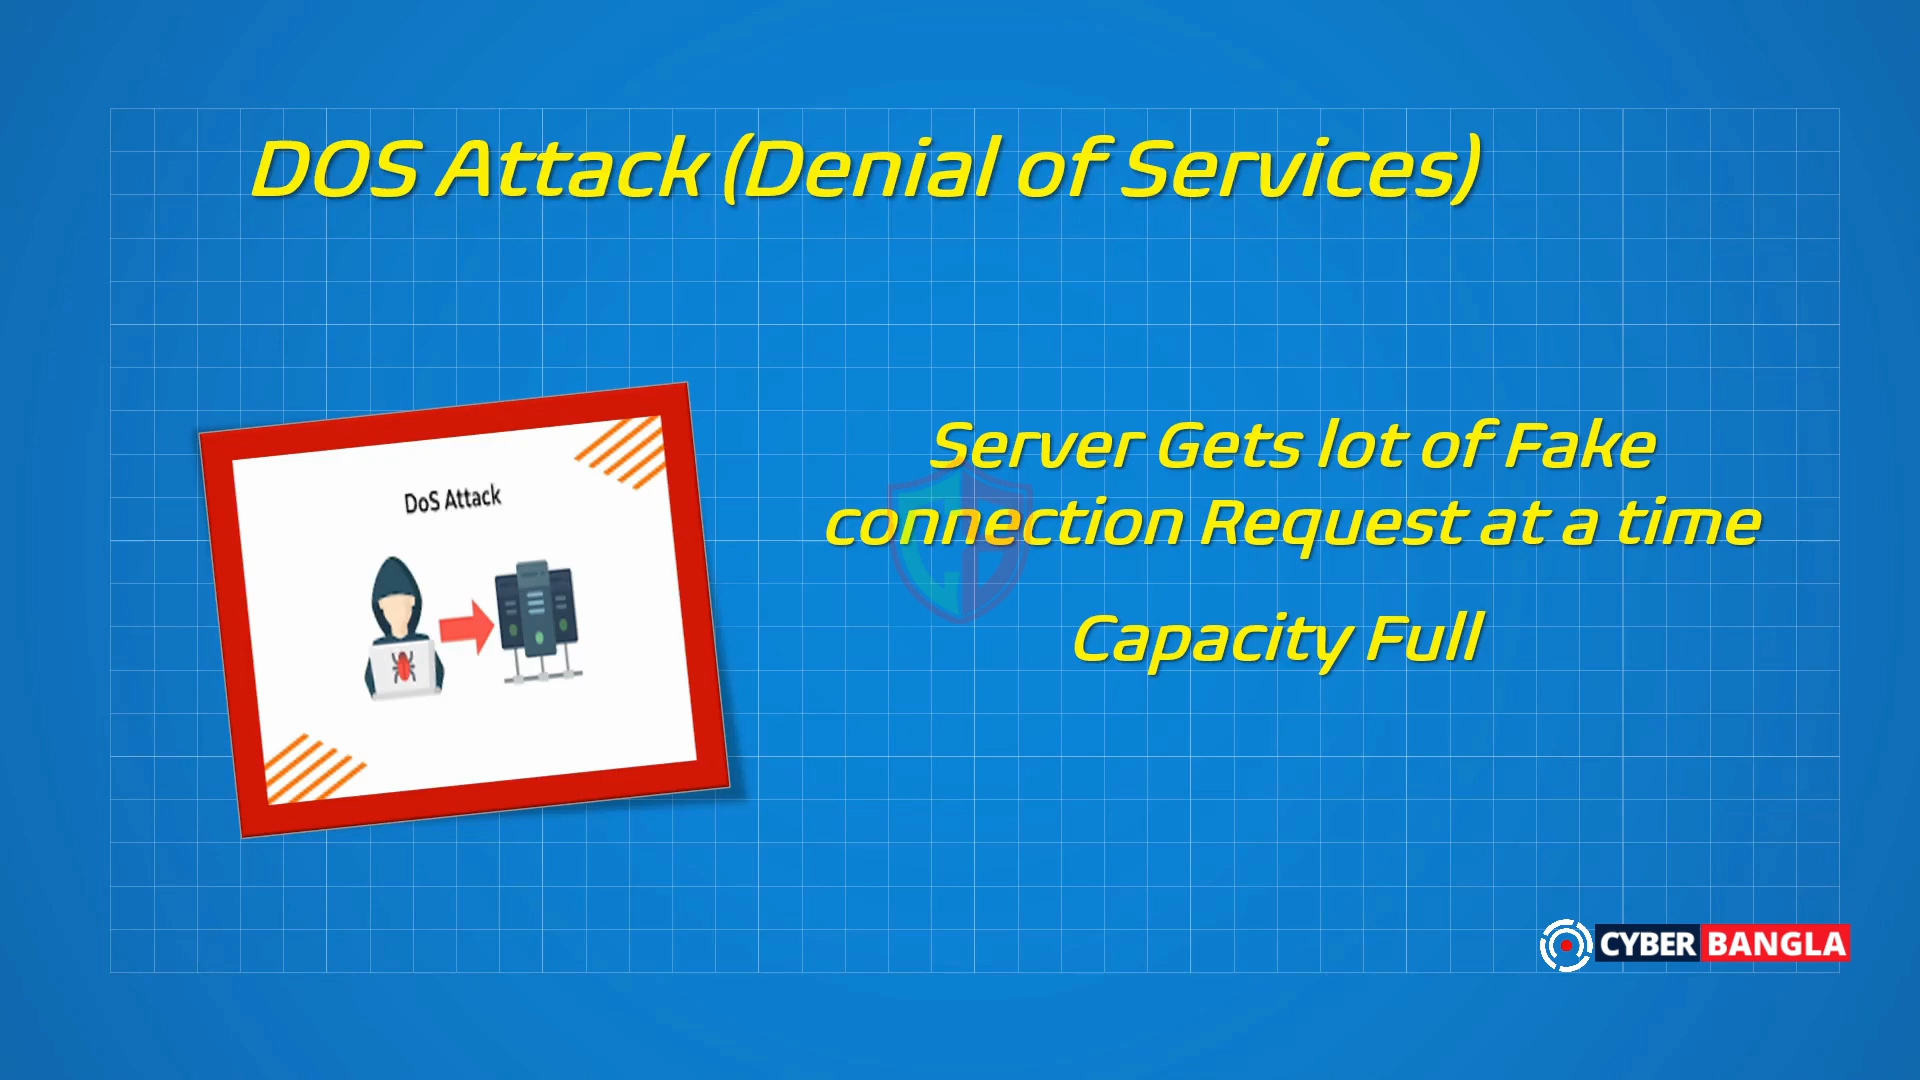 DOS Attack (Denial of Services)
DoS Attack
Server Gets lot of Fake
connection Request at a time
Capacity Full
CYBER BANGLA